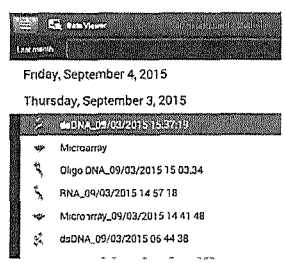 Data Viewer
Last month
Friday, September 4, 2015
Thursday, September 3, 2015
dsDNA_09/03/2015 15:37:19
Microarray
Oligo DNA_09/03/2015 15 03.34
RNA_09/03/2015 14 57 18
Microarray_09/03/2015 14 41 48
dsDNA_09/03/2015 06 44 38